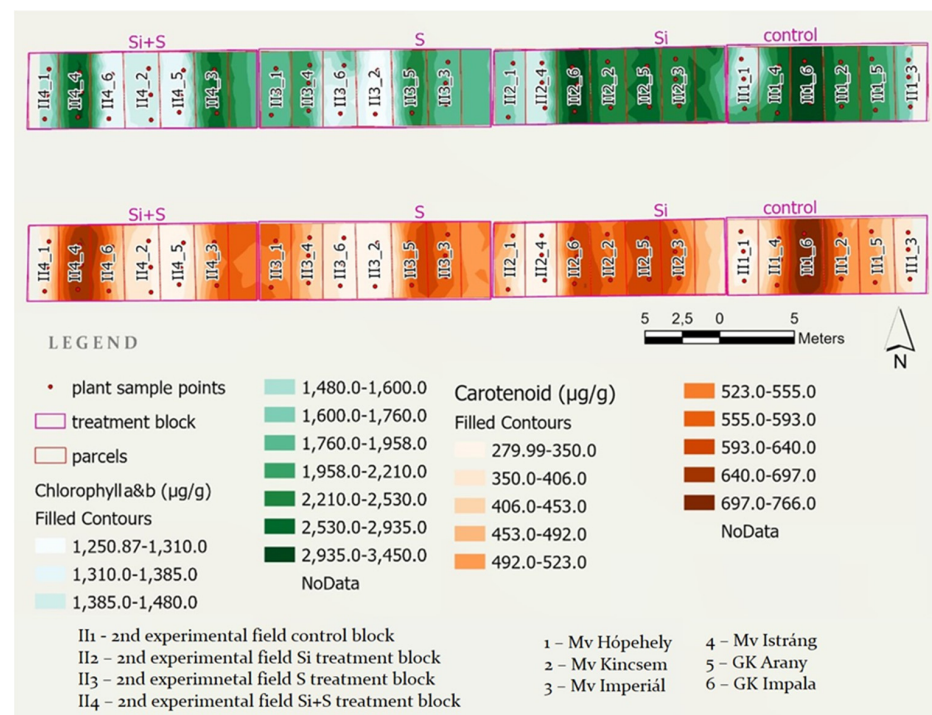 Si+S S Si control
II4_1 II4_4 II4_6 II4_2 II4_5 II4_3 II3_1 II3_4 II3_6 II3_2 II3_5 II3_3 II2_1 II2_4 II2_6 II2_2 II2_5 II2_3 II1_1 II1_4 II1_6 II1_2 II1_5 II1_3
Si+S S Si control
II4_1 II4_4 II4_6 II4_2 II4_5 II4_3 II3_1 II3_4 II3_6 II3_2 II3_5 II3_3 II2_1 II2_4 II2_6 II2_2 II2_5 II2_3 II1_1 II1_4 II1_6 II1_2 II1_5 II1_3
5 2,5 0 5
Meters
N
LEGEND
plant sample points
treatment block
parcels
Chlorophylla&b (µg/g)
Filled Contours
1,250.87-1,310.0
1,310.0-1,385.0
1,385.0-1,480.0
1,480.0-1,600.0
1,600.0-1,760.0
1,760.0-1,958.0
1,958.0-2,210.0
2,210.0-2,530.0
2,530.0-2,935.0
2,935.0-3,450.0
NoData
Carotenoid (µg/g)
Filled Contours
279.99-350.0
350.0-406.0
406.0-453.0
453.0-492.0
492.0-523.0
523.0-555.0
555.0-593.0
593.0-640.0
640.0-697.0
697.0-766.0
NoData
II1 - 2nd experimental field control block
II2 – 2nd experimental field Si treatment block
II3 – 2nd experimnetal field S treatment block
II4 – 2nd experimental field Si+S treatment block
1 – Mv Hópehely
2 – Mv Kincsem
3 – Mv Imperiál
4 – Mv Istráng
5 – GK Arany
6 – GK Impala